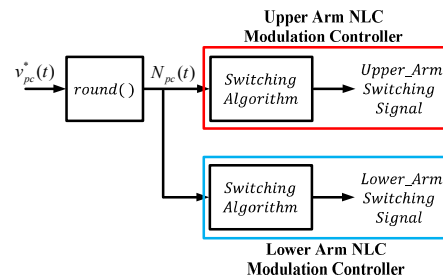 Upper Arm NLC
Modulation Controller
v*pc(t)
round()
Npc(t)
Switching
Algorithm
Upper_Arm
Switching
Signal
Switching
Algorithm
Lower_Arm
Switching
Signal
Lower Arm NLC
Modulation Controller